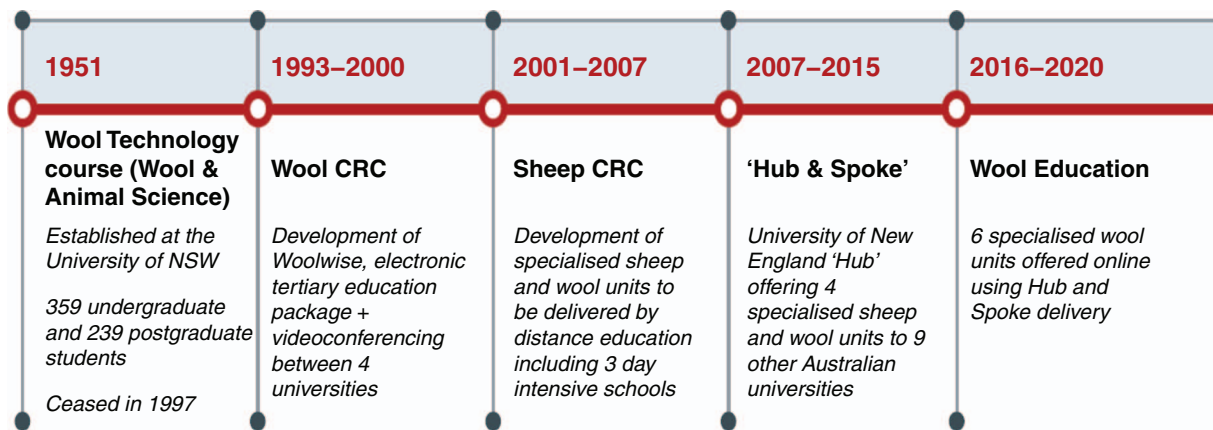 1951
Wool Technology
course (Wool &
Animal Science)
Established at the
University of NSW
359 undergraduate
and 239 postgraduate
students
Ceased in 1997
1993–2000
Wool CRC
Development of
Woolwise, electronic
tertiary education
package +
videoconferencing
between 4
universities
2001–2007
Sheep CRC
Development of
specialised sheep
and wool units to
be delivered by
distance education
including 3 day
intensive schools
2007–2015
‘Hub & Spoke’
University of New
England ‘Hub’
offering 4
specialised sheep
and wool units to 9
other Australian
universities
2016–2020
Wool Education
6 specialised wool
units offered online
using Hub and
Spoke delivery